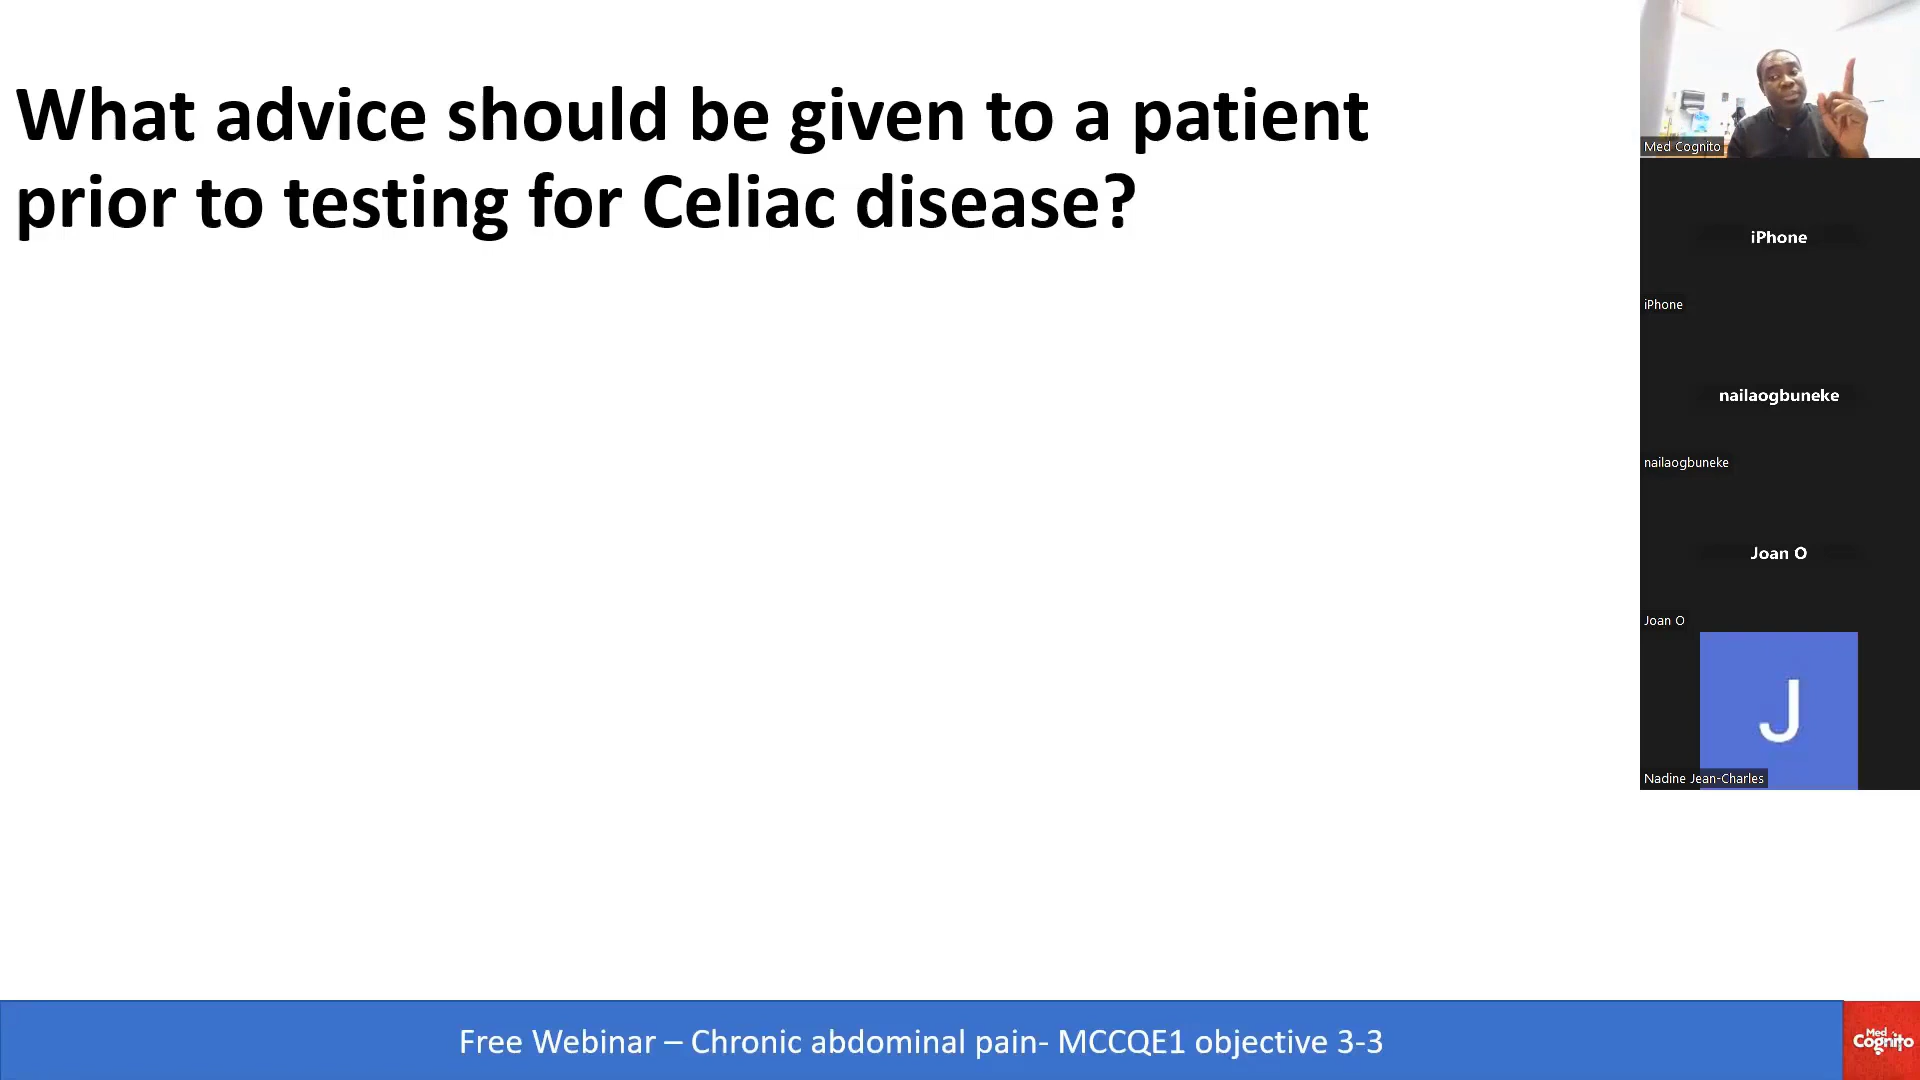 What advice should be given to a patient
prior to testing for Celiac disease?
Med Cognito
iPhone
iPhone
nailaogbuneke
nailaogbuneke
Joan O
Joan O
J
Nadine Jean-Charles
Free Webinar – Chronic abdominal pain- MCCQE1 objective 3-3
Med
Cognito